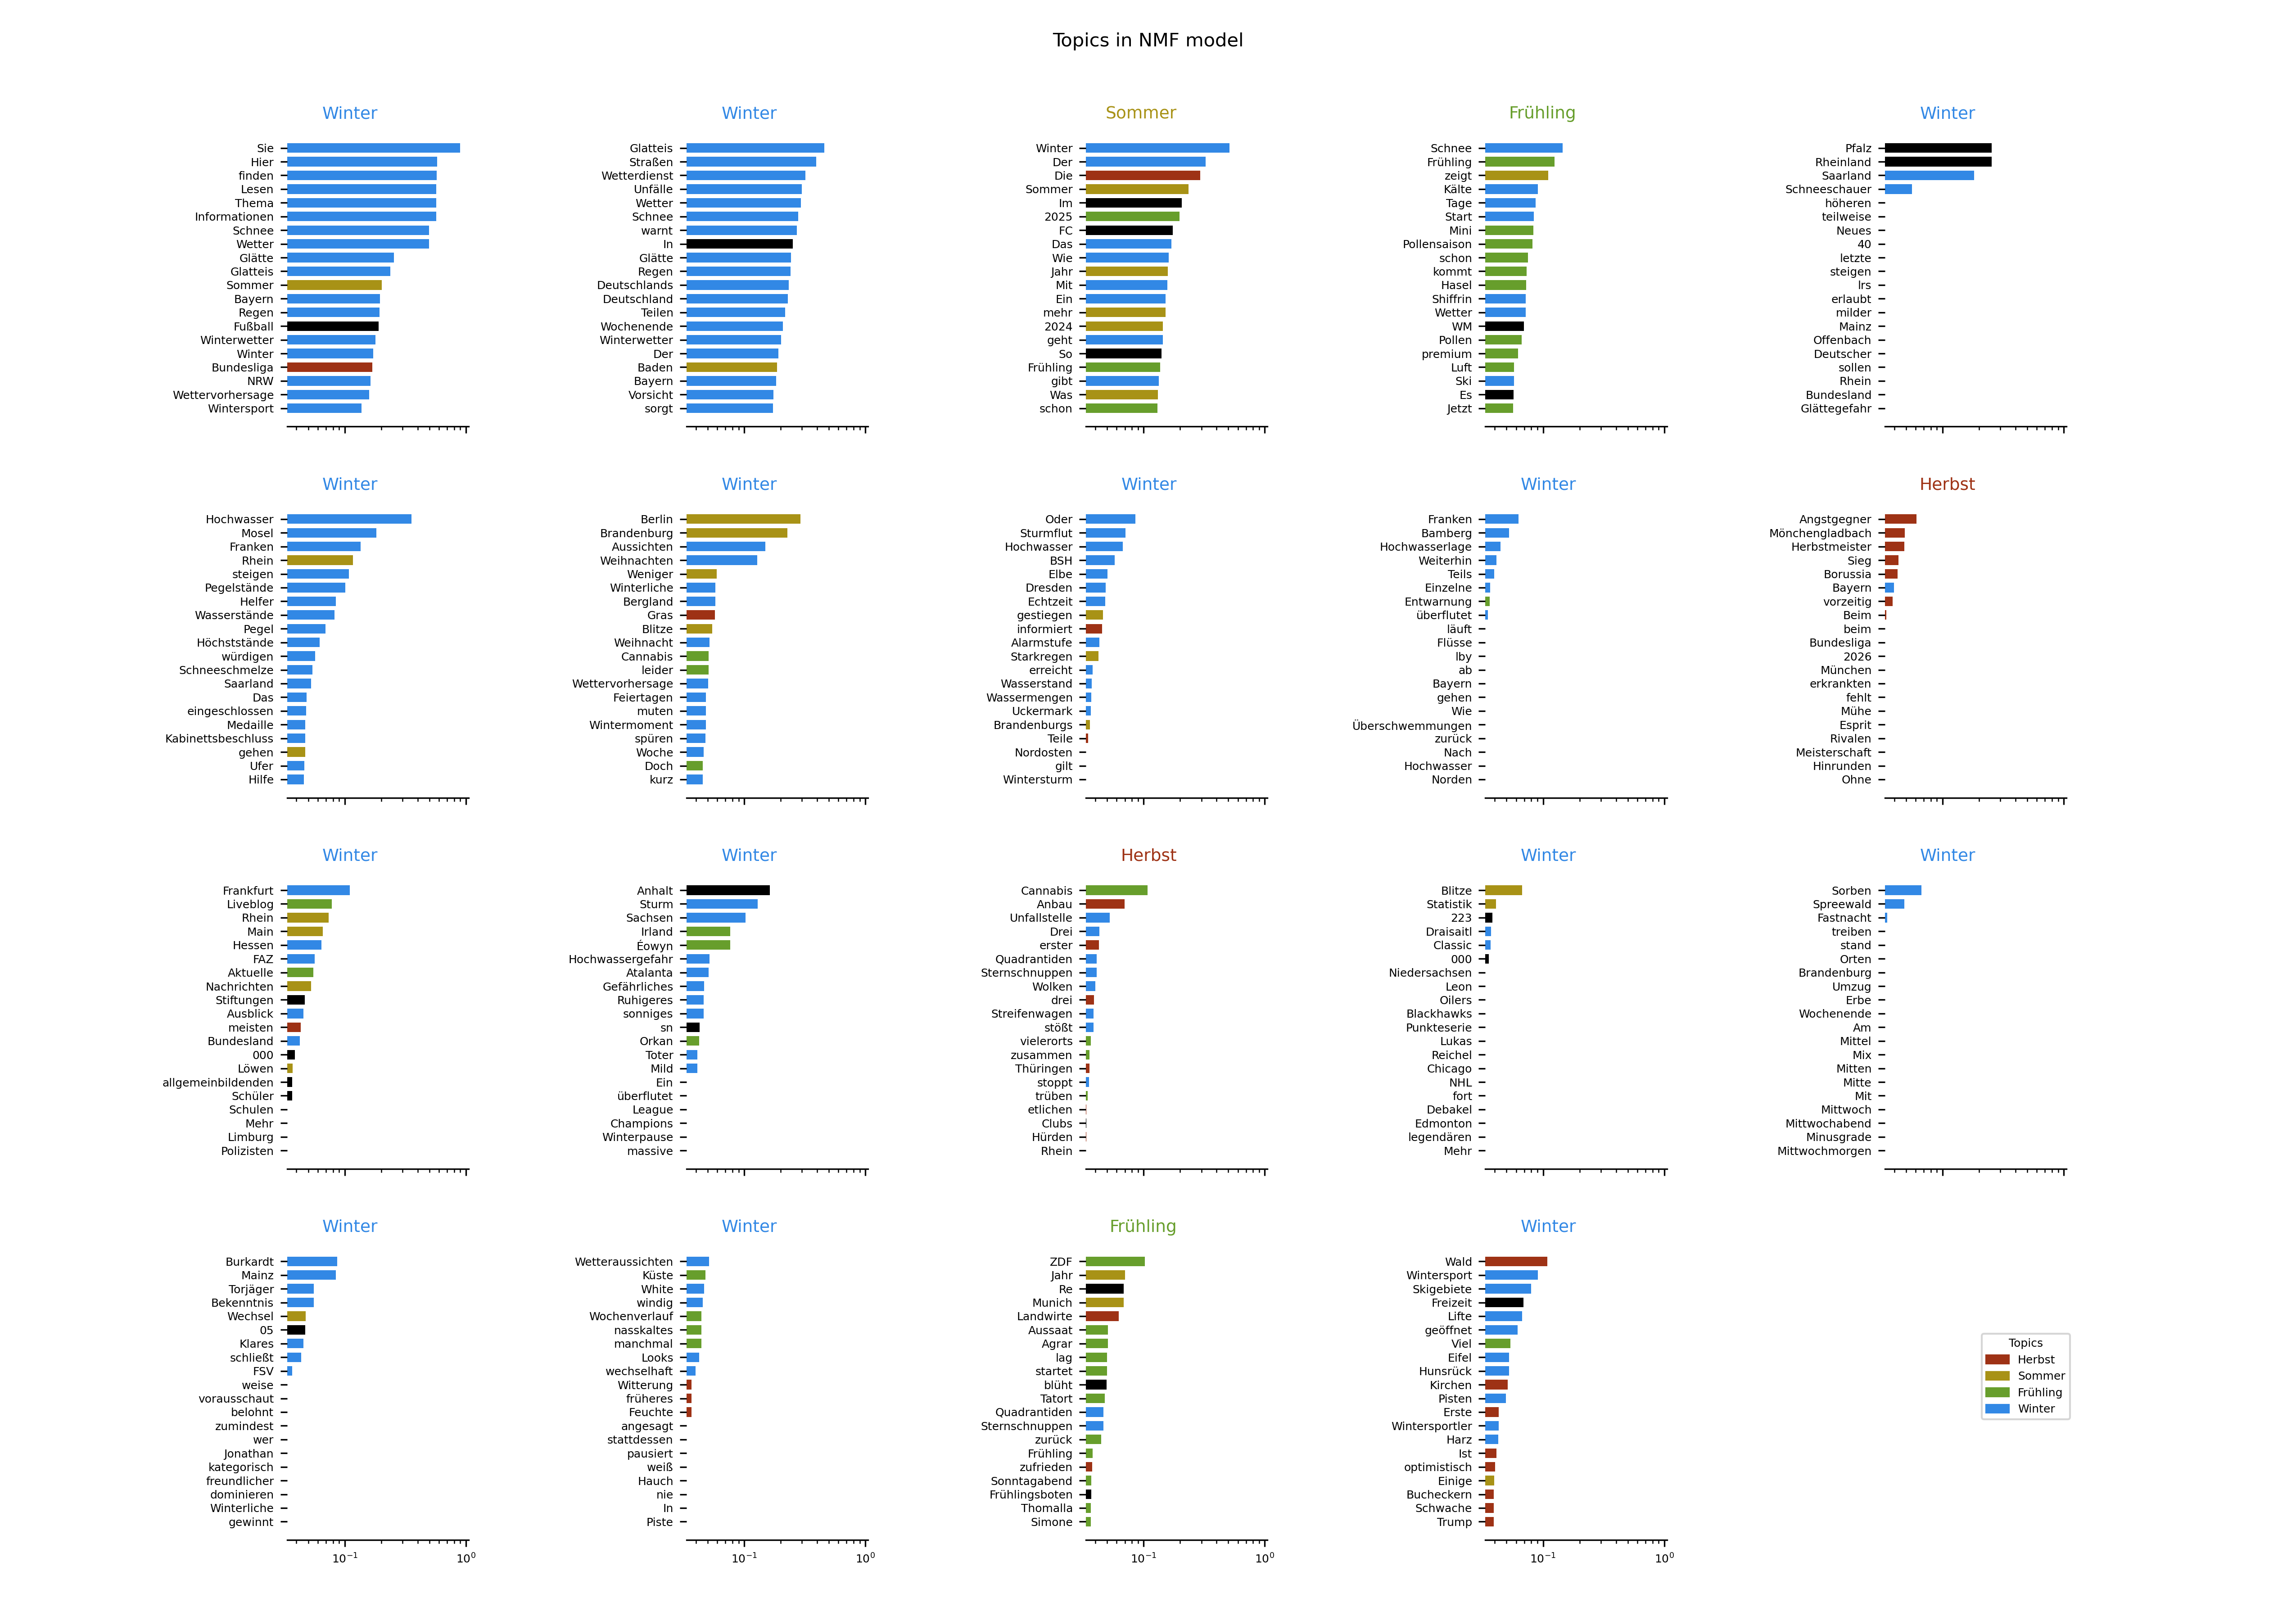 Topics in NMF model
Winter
Sie
Hier
finden
Lesen
Thema
Informationen
Schnee
Wetter
Glätte
Glatteis
Sommer
Bayern
Regen
Fußball
Winterwetter
Winter
Bundesliga
NRW
Wettervorhersage
Wintersport
Winter
Glatteis
Straßen
Wetterdienst
Unfälle
Wetter
Schnee
warnt
In
Glätte
Regen
Deutschlands
Deutschland
Teilen
Wochenende
Winterwetter
Der
Baden
Bayern
Vorsicht
sorgt
Sommer
Winter
Der
Die
Sommer
Im
2025
FC
Das
Wie
Jahr
Mit
Ein
mehr
2024
geht
So
Frühling
gibt
Was
schon
Frühling
Schnee
Frühling
zeigt
Kälte
Tage
Start
Mini
Pollensaison
schon
kommt
Hasel
Shiffrin
Wetter
WM
Pollen
premium
Luft
Ski
Es
Jetzt
Winter
Pfalz
Rheinland
Saarland
Schneeschauer
höheren
teilweise
Neues
40
letzte
steigen
lrs
erlaubt
milder
Mainz
Offenbach
Deutscher
sollen
Rhein
Bundesland
Glättegefahr
Winter
Hochwasser
Mosel
Franken
Rhein
steigen
Pegelstände
Helfer
Wasserstände
Pegel
Höchststände
würdigen
Schneeschmelze
Saarland
Das
eingeschlossen
Medaille
Kabinettsbeschluss
gehen
Ufer
Hilfe
Winter
Berlin
Brandenburg
Aussichten
Weihnachten
Weniger
Winterliche
Bergland
Gras
Blitze
Weihnacht
Cannabis
leider
Wettervorhersage
Feiertagen
muten
Wintermoment
spüren
Woche
Doch
kurz
Winter
Oder
Sturmflut
Hochwasser
BSH
Elbe
Dresden
Echtzeit
gestiegen
informiert
Alarmstufe
Starkregen
erreicht
Wasserstand
Wassermengen
Uckermark
Brandenburgs
Teile
Nordosten
gilt
Wintersturm
Winter
Franken
Bamberg
Hochwasserlage
Weiterhin
Teils
Einzelne
Entwarnung
überflutet
läuft
Flüsse
lby
ab
Bayern
gehen
Wie
Überschwemmungen
zurück
Nach
Hochwasser
Norden
Herbst
Angstgegner
Mönchengladbach
Herbstmeister
Sieg
Borussia
Bayern
vorzeitig
Beim
beim
Bundesliga
2026
München
erkrankten
fehlt
Mühe
Esprit
Rivalen
Meisterschaft
Hinrunden
Ohne
Winter
Frankfurt
Liveblog
Rhein
Main
Hessen
FAZ
Aktuelle
Nachrichten
Stiftungen
Ausblick
meisten
Bundesland
000
Löwen
allgemeinbildenden
Schüler
Schulen
Mehr
Limburg
Polizisten
Winter
Anhalt
Sturm
Sachsen
Irland
Éowyn
Hochwassergefahr
Atalanta
Gefährliches
Ruhigeres
sonniges
sn
Orkan
Toter
Mild
Ein
überflutet
League
Champions
Winterpause
massive
Herbst
Cannabis
Anbau
Unfallstelle
Drei
erster
Quadrantiden
Sternschnuppen
Wolken
drei
Streifenwagen
stößt
vielerorts
zusammen
Thüringen
stoppt
trüben
etlichen
Clubs
Hürden
Rhein
Winter
Blitze
Statistik
223
Draisaitl
Classic
000
Niedersachsen
Leon
Oilers
Blackhawks
Punkteserie
Lukas
Reichel
Chicago
NHL
fort
Debakel
Edmonton
legendären
Mehr
Winter
Sorben
Spreewald
Fastnacht
treiben
stand
Orten
Brandenburg
Umzug
Erbe
Wochenende
Am
Mittel
Mix
Mitten
Mitte
Mit
Mittwoch
Mittwochabend
Minusgrade
Mittwochmorgen
Winter
Burkardt
Mainz
Torjäger
Bekenntnis
Wechsel
05
Klares
schließt
FSV
weise
vorausschaut
belohnt
zumindest
wer
Jonathan
kategorisch
freundlicher
dominieren
Winterliche
gewinnt
10⁻¹ 10⁰
Winter
Wetteraussichten
Küste
White
windig
Wochenverlauf
nasskaltes
manchmal
Looks
wechselhaft
Witterung
früheres
Feuchte
angesagt
stattdessen
pausiert
weiß
Hauch
nie
In
Piste
10⁻¹ 10⁰
Frühling
ZDF
Jahr
Re
Munich
Landwirte
Aussaat
Agrar
lag
startet
blüht
Tatort
Quadrantiden
Sternschnuppen
zurück
Frühling
zufrieden
Sonntagabend
Frühlingsboten
Thomalla
Simone
10⁻¹ 10⁰
Winter
Wald
Wintersport
Skigebiete
Freizeit
Lifte
geöffnet
Viel
Eifel
Hunsrück
Kirchen
Pisten
Erste
Wintersportler
Harz
Ist
optimistisch
Einige
Bucheckern
Schwache
Trump
10⁻¹ 10⁰
Topics
Herbst
Sommer
Frühling
Winter